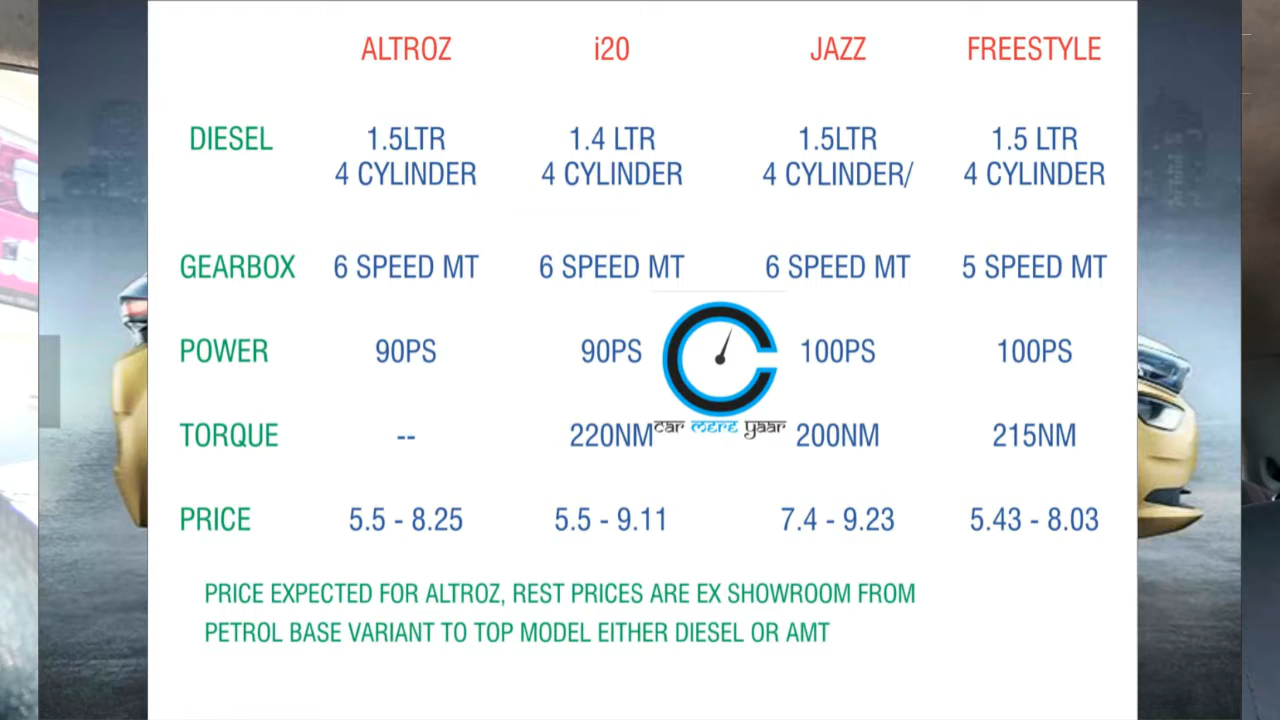 ALTROZ i20 JAZZ FREESTYLE
DIESEL 1.5LTR 1.4 LTR 1.5LTR 1.5 LTR
4 CYLINDER 4 CYLINDER 4 CYLINDER/ 4 CYLINDER
GEARBOX 6 SPEED MT 6 SPEED MT 6 SPEED MT 5 SPEED MT
POWER 90PS 90PS 100PS 100PS
car mere yaar
TORQUE -- 220NM 200NM 215NM
PRICE 5.5 - 8.25 5.5 - 9.11 7.4 - 9.23 5.43 - 8.03
PRICE EXPECTED FOR ALTROZ, REST PRICES ARE EX SHOWROOM FROM
PETROL BASE VARIANT TO TOP MODEL EITHER DIESEL OR AMT